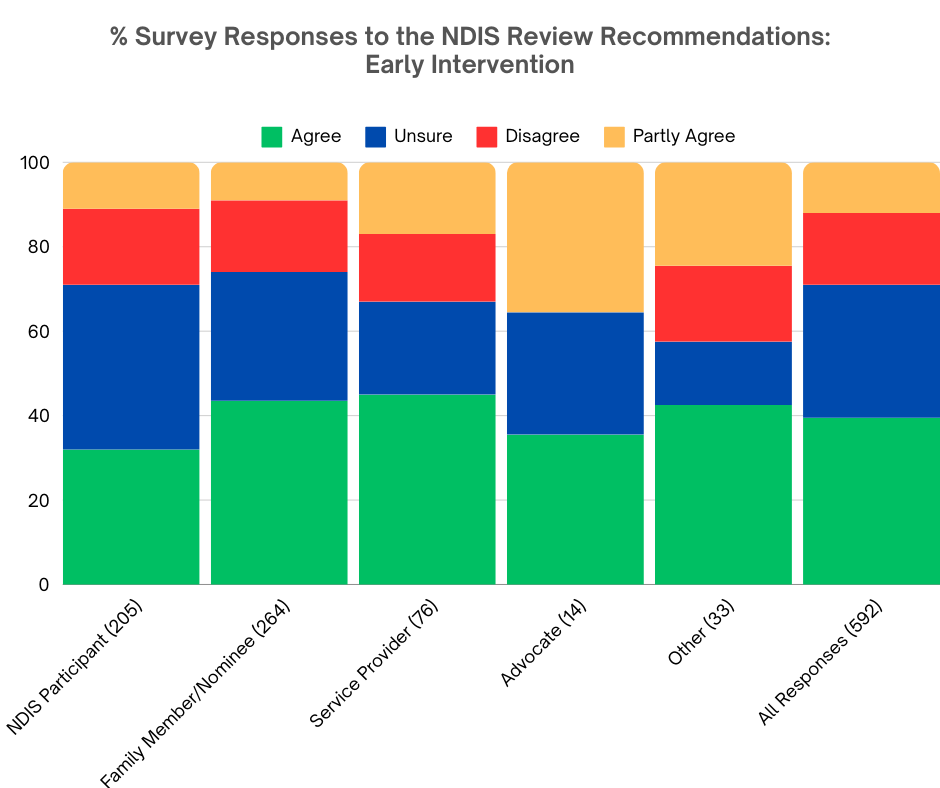 % Survey Responses to the NDIS Review Recommendations:
Early Intervention
Agree
Unsure
Disagree
Partly Agree
100
80
60
40
20
0
NDIS Participant (205)
Family Member/Nominee (264)
Service Provider (76)
Advocate (14)
Other (33)
All Responses (592)